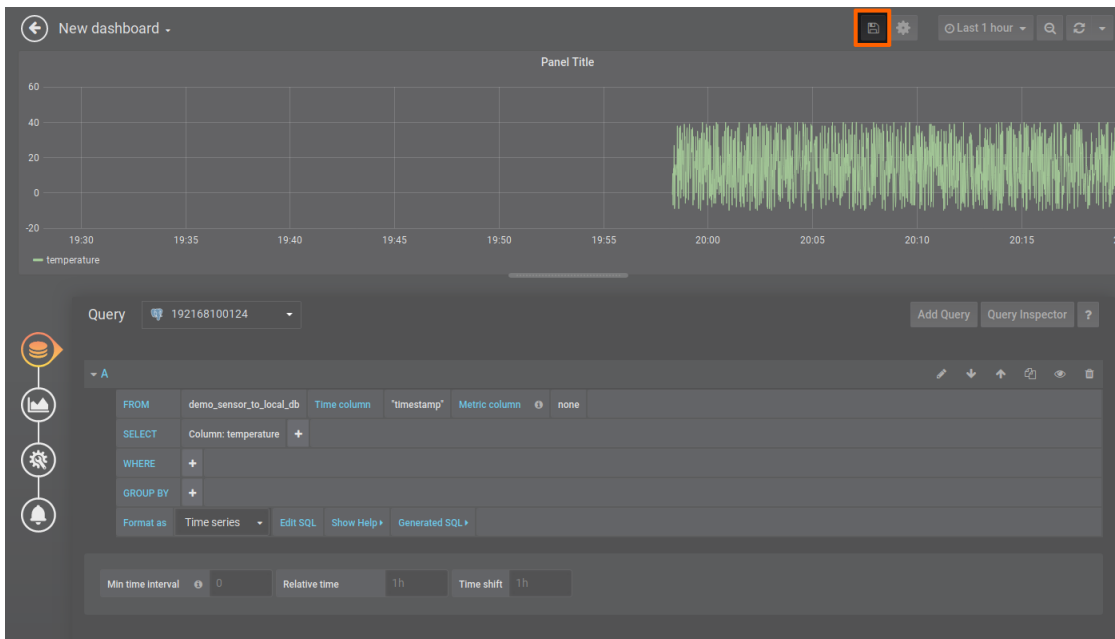 New dashboard
Last 1 hour
Panel Title
60
40
20
0
-20
19:30 19:35 19:40 19:45 19:50 19:55 20:00 20:05 20:10 20:15
temperature
Query 192168100124 Add Query Query Inspector ?
A
FROM demo_sensor_to_local_db Time column "timestamp" Metric column none
SELECT Column: temperature +
WHERE +
GROUP BY +
Format as Time series Edit SQL Show Help Generated SQL
Min time interval 0 Relative time 1h Time shift 1h